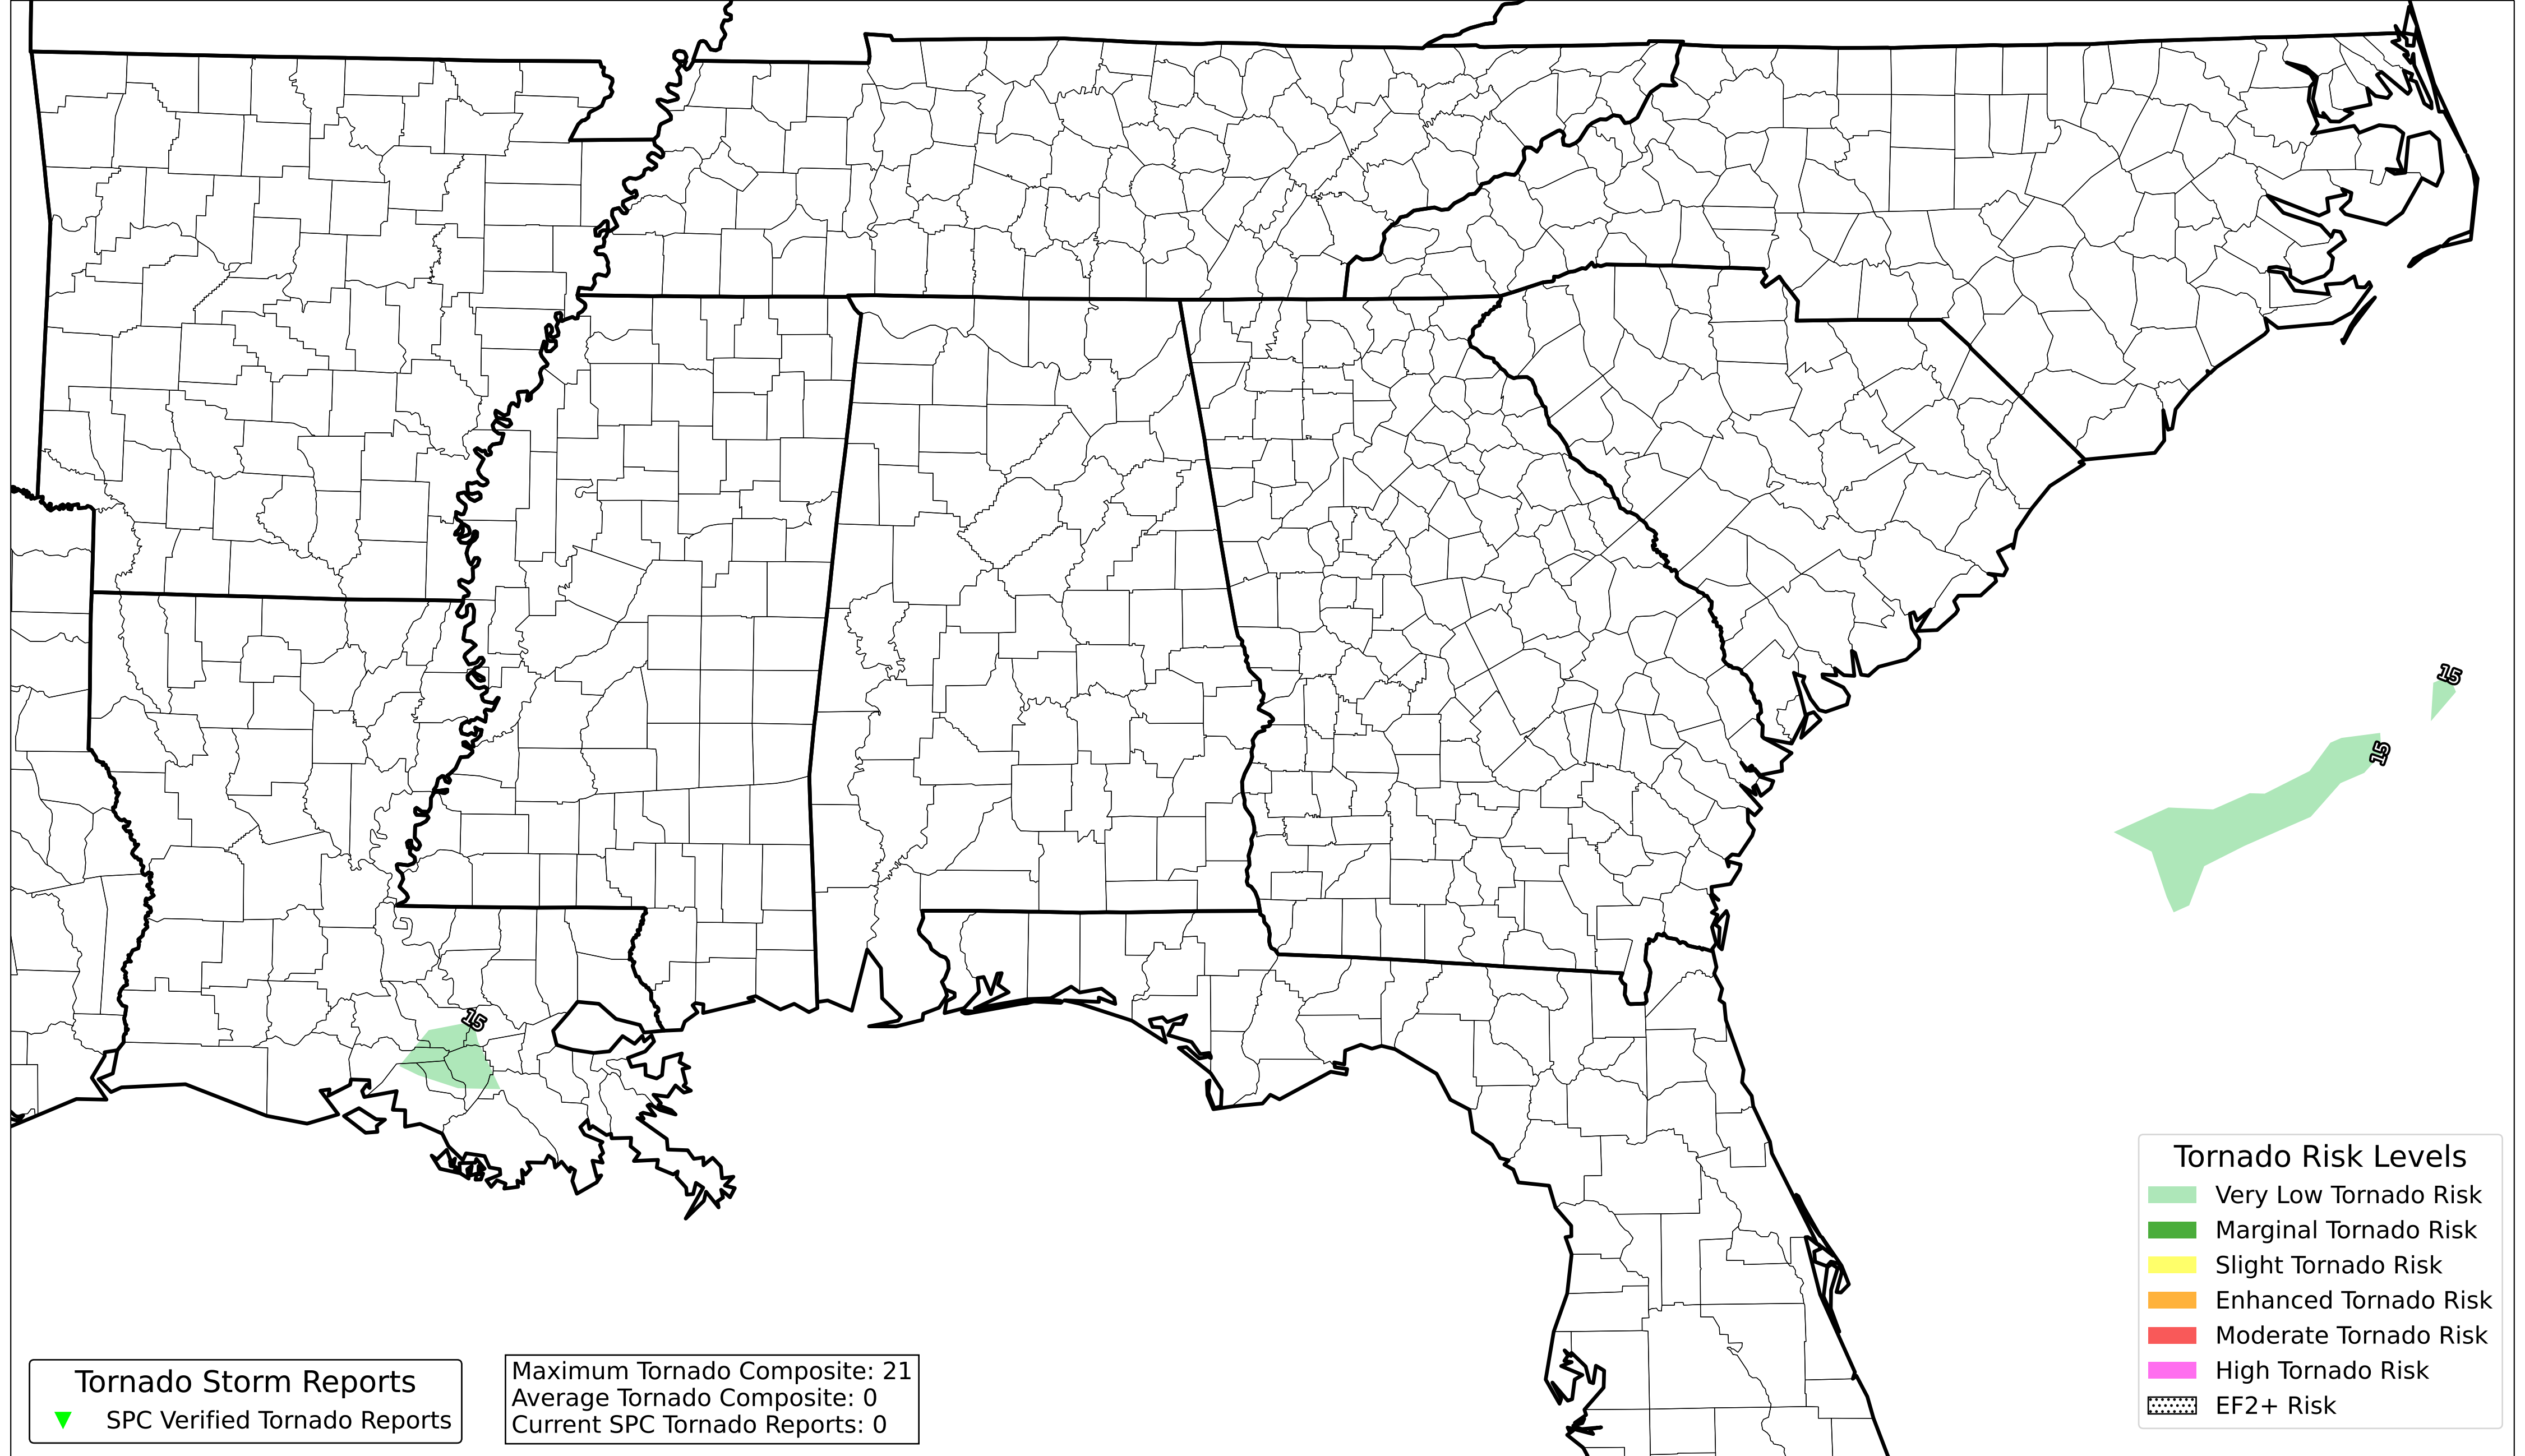 15
15
15
Tornado Risk Levels
Very Low Tornado Risk
Marginal Tornado Risk
Slight Tornado Risk
Enhanced Tornado Risk
Moderate Tornado Risk
High Tornado Risk
EF2+ Risk
Tornado Storm Reports
SPC Verified Tornado Reports
Maximum Tornado Composite: 21
Average Tornado Composite: 0
Current SPC Tornado Reports: 0